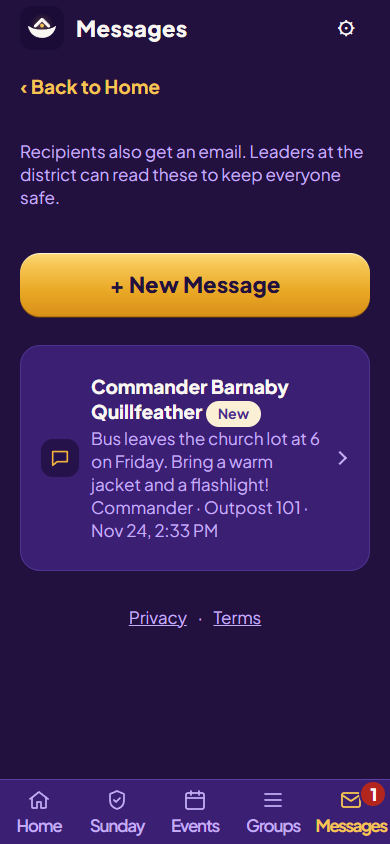 Messages
‹ Back to Home
Recipients also get an email. Leaders at the
district can read these to keep everyone
safe.
+ New Message
Commander Barnaby
Quillfeather New
Bus leaves the church lot at 6
on Friday. Bring a warm
jacket and a flashlight!
Commander · Outpost 101 ·
Nov 24, 2:33 PM
Privacy · Terms
1
Home Sunday Events Groups Messages